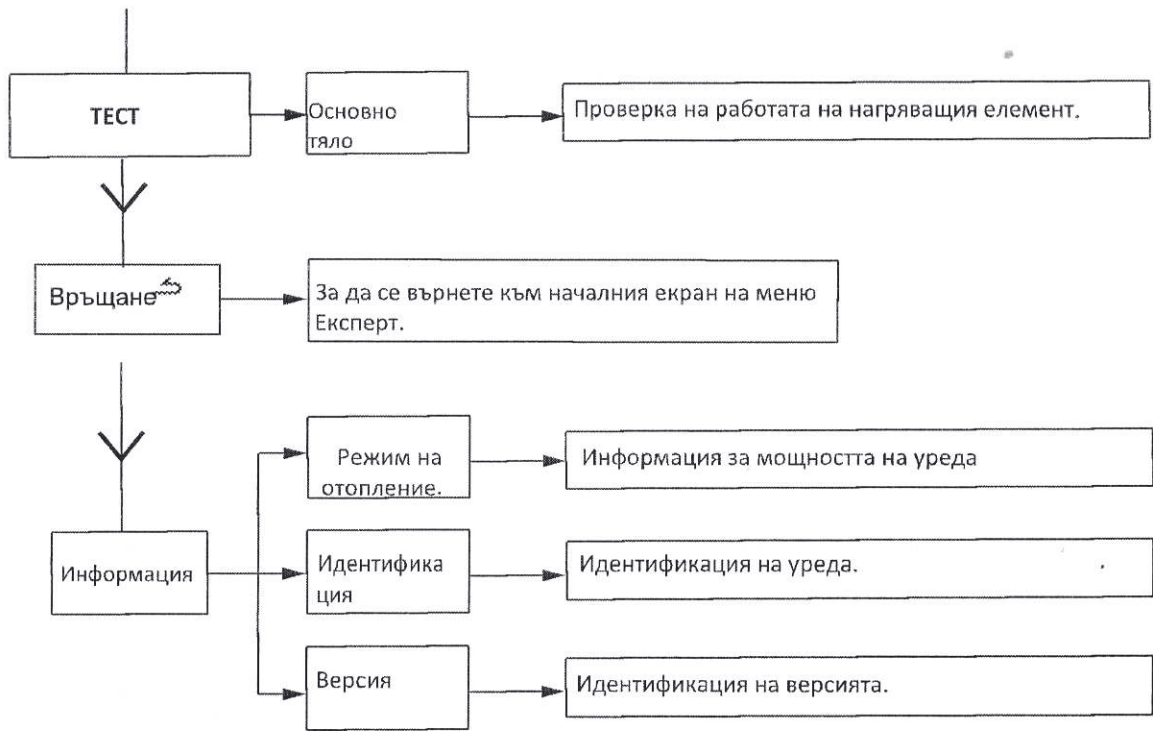 ТЕСТ
Основно
тяло
Проверка на работата на нагряващия елемент.
Връщане
За да се върнете към началния екран на меню
Експерт.
Режим на
отопление.
Информация за мощността на уреда
Информация
Идентифика
ция
Идентификация на уреда.
Версия
Идентификация на версията.